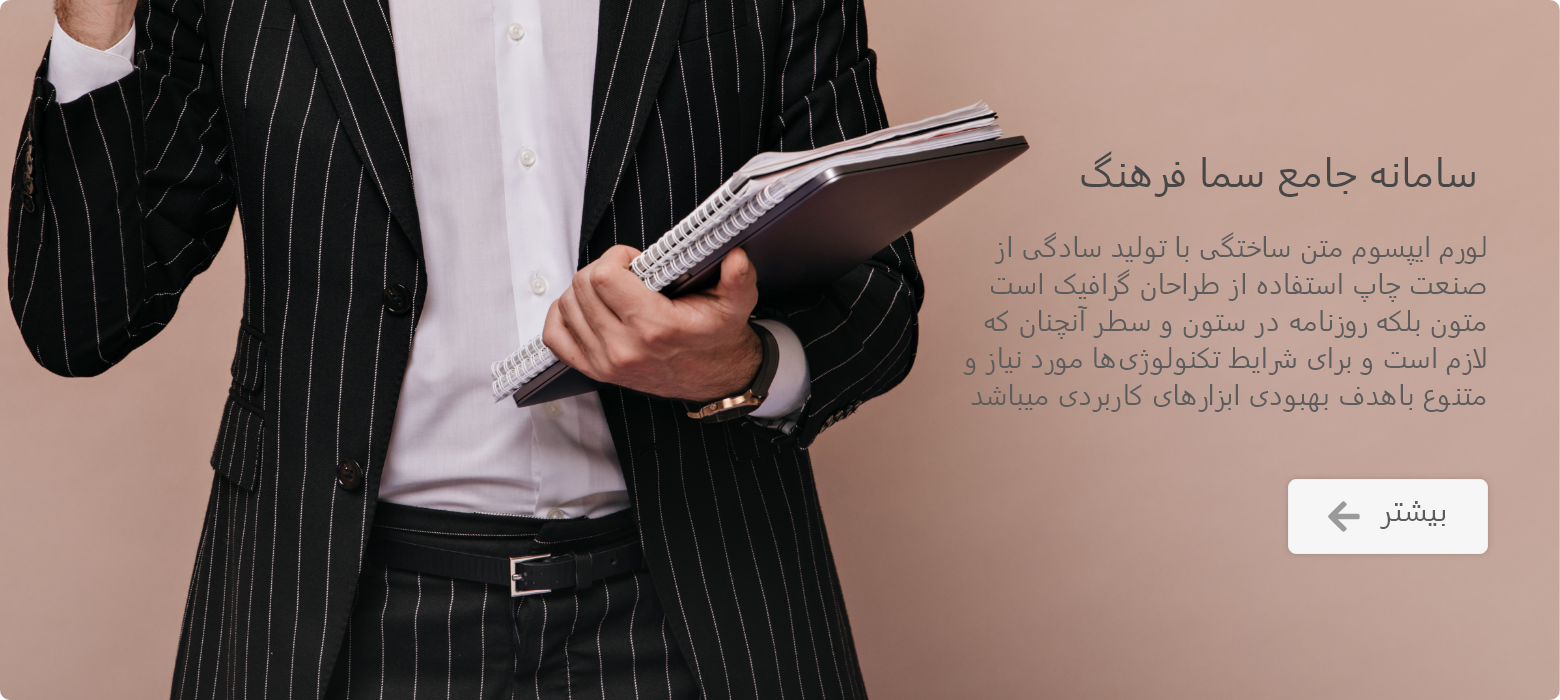 سامانه جامع سما فرهنگ
لورم ایپسوم متن ساختگی با تولید سادگی از
صنعت چاپ استفاده از طراحان گرافیک است
متون بلکه روزنامه در ستون و سطر آنچنان که
لازم است و برای شرایط تکنولوژی‌ها مورد نیاز و
متنوع باهدف بهبودی ابزارهای کاربردی میباشد
بیشتر